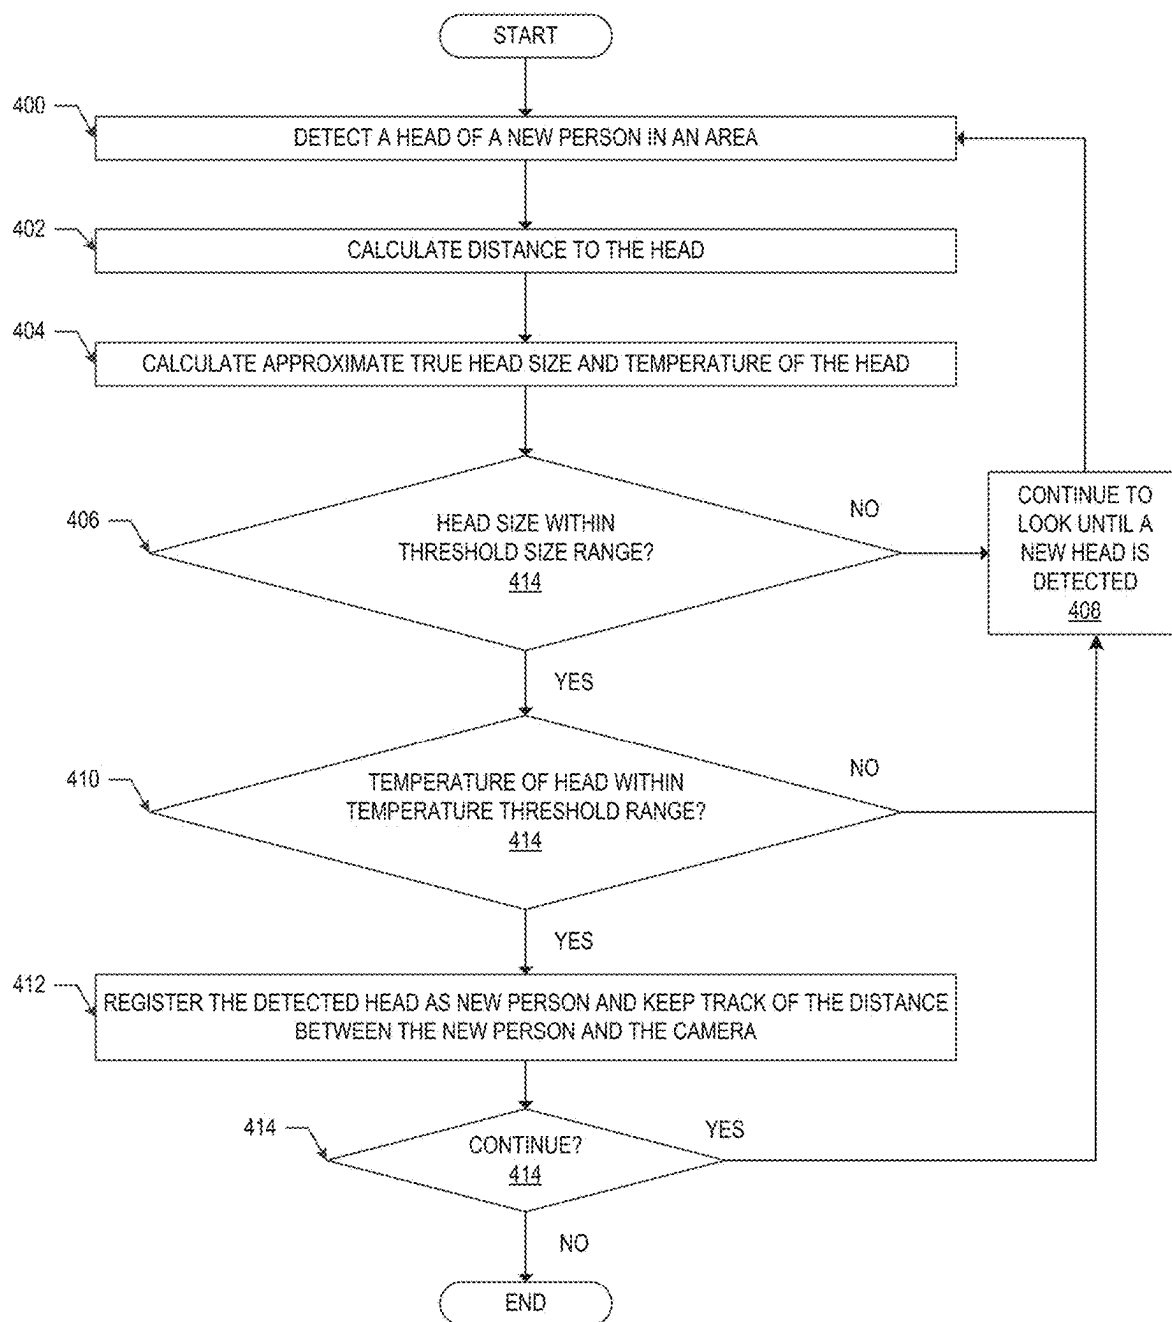 START
400
DETECT A HEAD OF A NEW PERSON IN AN AREA
402
CALCULATE DISTANCE TO THE HEAD
404
CALCULATE APPROXIMATE TRUE HEAD SIZE AND TEMPERATURE OF THE HEAD
406
HEAD SIZE WITHIN
THRESHOLD SIZE RANGE?
414
NO
CONTINUE TO
LOOK UNTIL A
NEW HEAD IS
DETECTED
408
YES
410
TEMPERATURE OF HEAD WITHIN
TEMPERATURE THRESHOLD RANGE?
414
NO
YES
412
REGISTER THE DETECTED HEAD AS NEW PERSON AND KEEP TRACK OF THE DISTANCE
BETWEEN THE NEW PERSON AND THE CAMERA
414
CONTINUE?
414
YES
NO
END